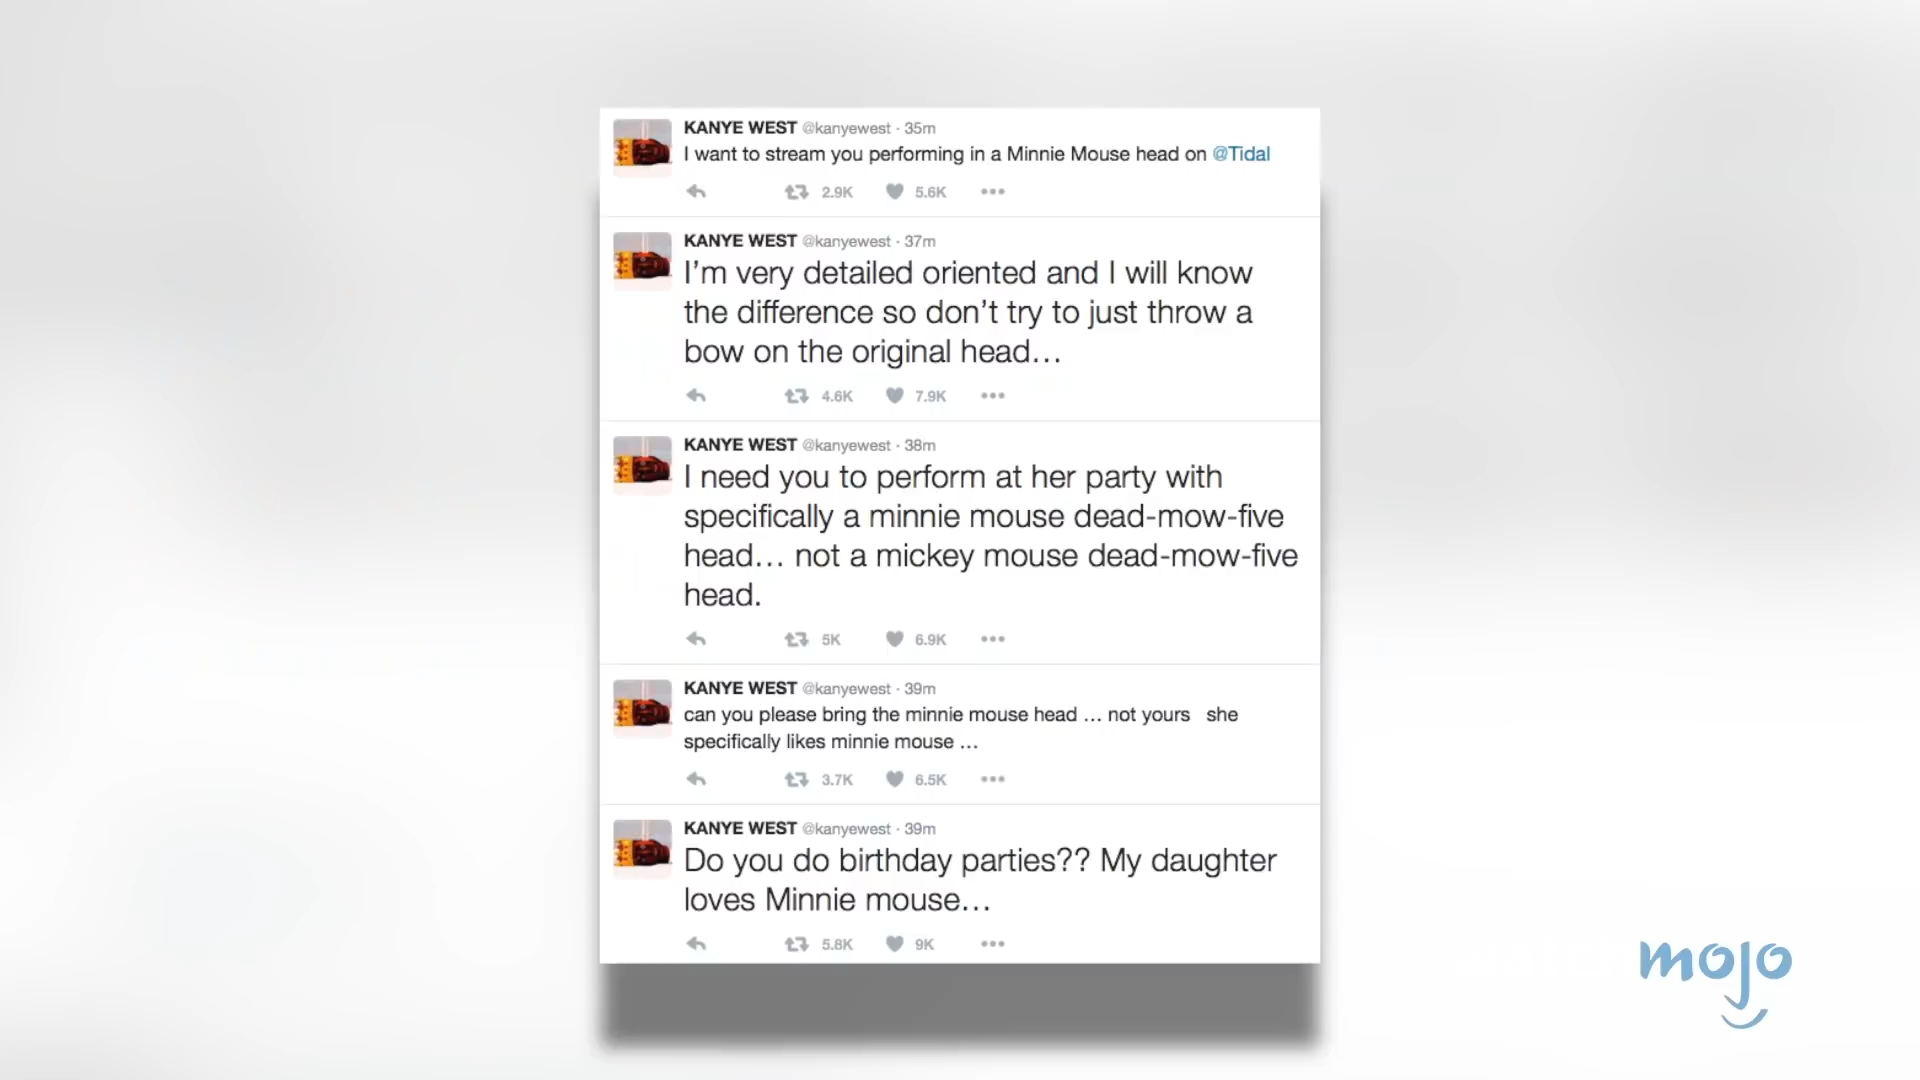 KANYE WEST @kanyewest · 35m
I want to stream you performing in a Minnie Mouse head on @Tidal
2.9K 5.6K
KANYE WEST @kanyewest · 37m
I'm very detailed oriented and I will know
the difference so don't try to just throw a
bow on the original head…
4.6K 7.9K
KANYE WEST @kanyewest · 38m
I need you to perform at her party with
specifically a minnie mouse dead-mow-five
head… not a mickey mouse dead-mow-five
head.
5K 6.9K
KANYE WEST @kanyewest · 39m
can you please bring the minnie mouse head … not yours she
specifically likes minnie mouse …
3.7K 6.5K
KANYE WEST @kanyewest · 39m
Do you do birthday parties?? My daughter
loves Minnie mouse…
5.8K 9K
mojo